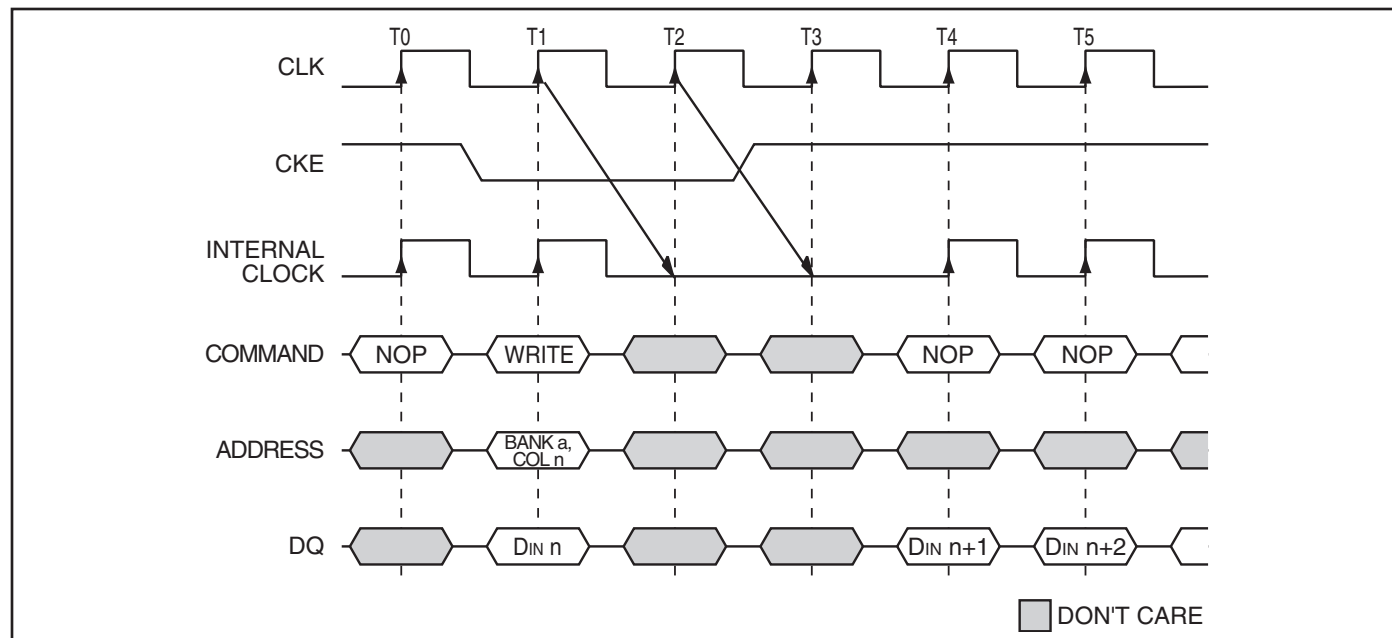 T0 T1 T2 T3 T4 T5
CLK
CKE
INTERNAL
CLOCK
COMMAND NOP WRITE NOP NOP
ADDRESS BANK a,
COL n
DQ DIN n DIN n+1 DIN n+2
DON'T CARE